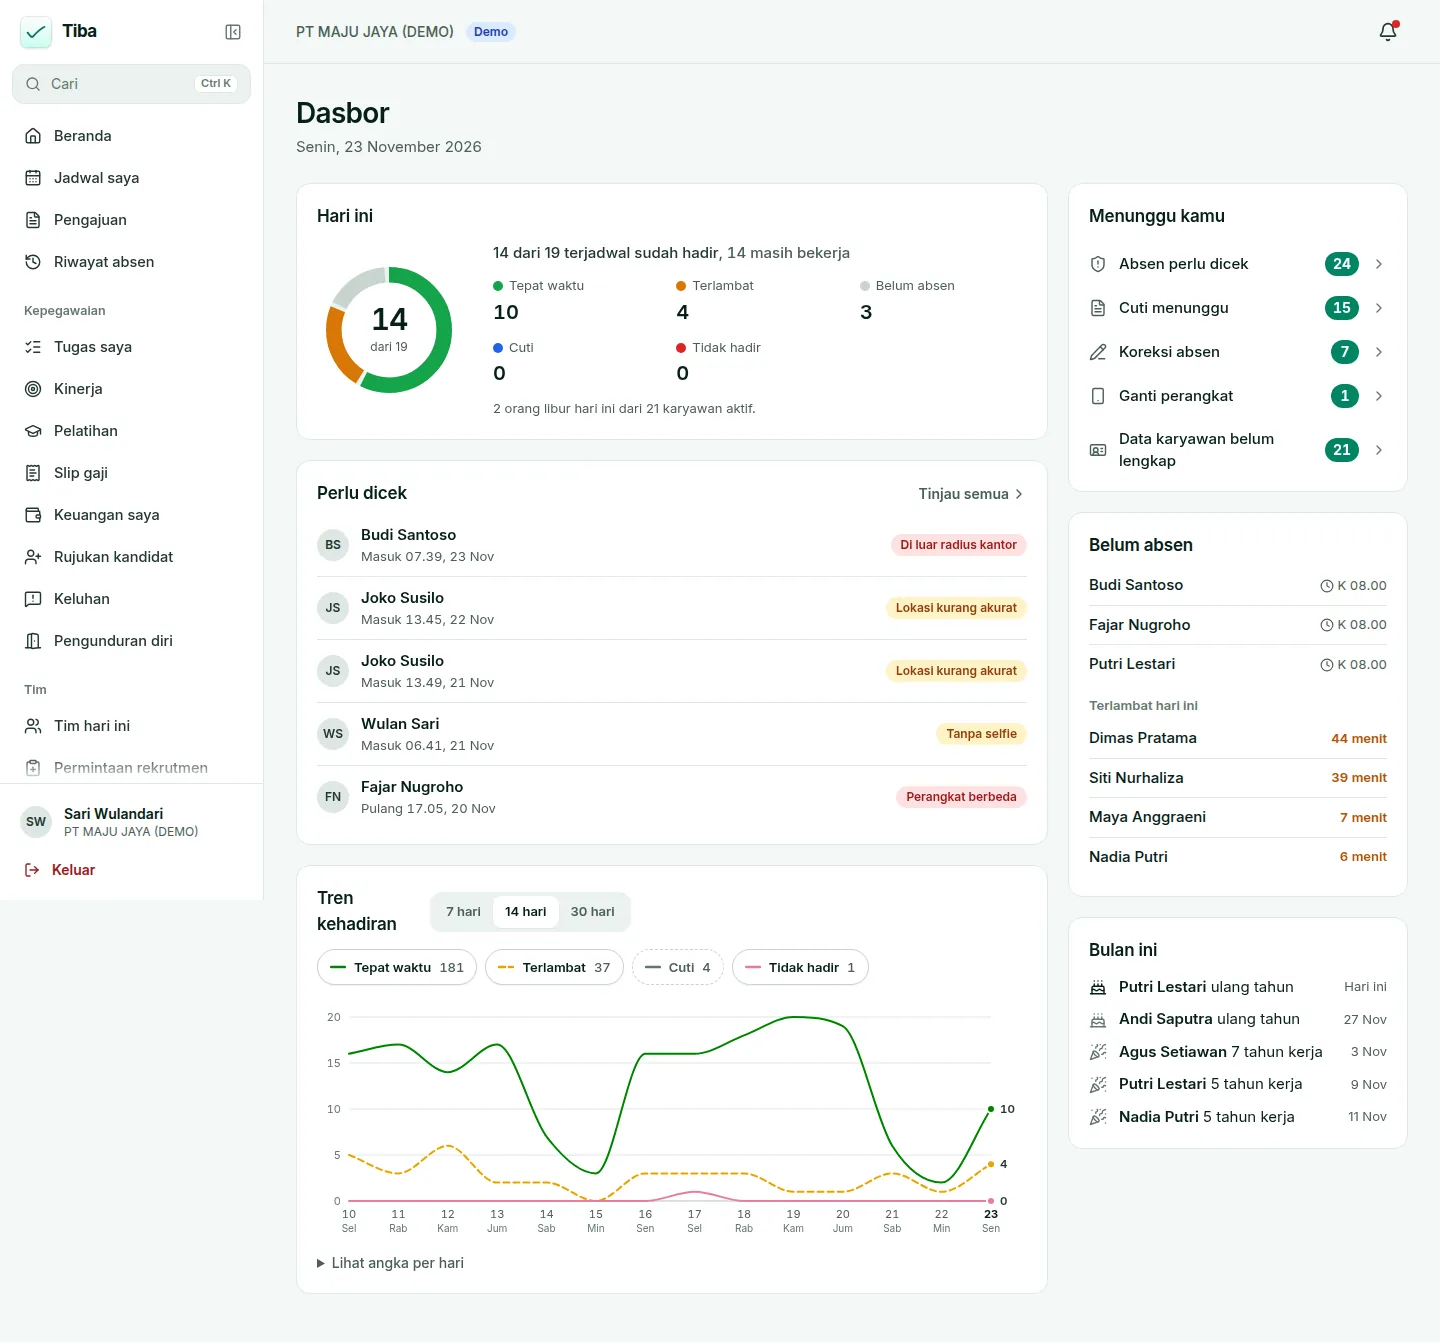 Tiba
Cari
Ctrl K
Beranda
Jadwal saya
Pengajuan
Riwayat absen
Kepegawaian
Tugas saya
Kinerja
Pelatihan
Slip gaji
Keuangan saya
Rujukan kandidat
Keluhan
Pengunduran diri
Tim
Tim hari ini
Permintaan rekrutmen
SW
Sari Wulandari
PT MAJU JAYA (DEMO)
Keluar
PT MAJU JAYA (DEMO) Demo
Dasbor
Senin, 23 November 2026
Hari ini
14
dari 19
14 dari 19 terjadwal sudah hadir, 14 masih bekerja
Tepat waktu
10
Terlambat
4
Belum absen
3
Cuti
0
Tidak hadir
0
2 orang libur hari ini dari 21 karyawan aktif.
Perlu dicek
Tinjau semua
BS
Budi Santoso
Masuk 07.39, 23 Nov
Di luar radius kantor
JS
Joko Susilo
Masuk 13.45, 22 Nov
Lokasi kurang akurat
JS
Joko Susilo
Masuk 13.49, 21 Nov
Lokasi kurang akurat
WS
Wulan Sari
Masuk 06.41, 21 Nov
Tanpa selfie
FN
Fajar Nugroho
Pulang 17.05, 20 Nov
Perangkat berbeda
Tren
kehadiran
7 hari
14 hari
30 hari
Tepat waktu 181
Terlambat 37
Cuti 4
Tidak hadir 1
20
15
10
5
0
10
4
0
10 11 12 13 14 15 16 17 18 19 20 21 22 23
Sel Rab Kam Jum Sab Min Sen Sel Rab Kam Jum Sab Min Sen
Lihat angka per hari
Menunggu kamu
Absen perlu dicek 24
Cuti menunggu 15
Koreksi absen 7
Ganti perangkat 1
Data karyawan belum
lengkap
21
Belum absen
Budi Santoso K 08.00
Fajar Nugroho K 08.00
Putri Lestari K 08.00
Terlambat hari ini
Dimas Pratama 44 menit
Siti Nurhaliza 39 menit
Maya Anggraeni 7 menit
Nadia Putri 6 menit
Bulan ini
Putri Lestari ulang tahun Hari ini
Andi Saputra ulang tahun 27 Nov
Agus Setiawan 7 tahun kerja 3 Nov
Putri Lestari 5 tahun kerja 9 Nov
Nadia Putri 5 tahun kerja 11 Nov